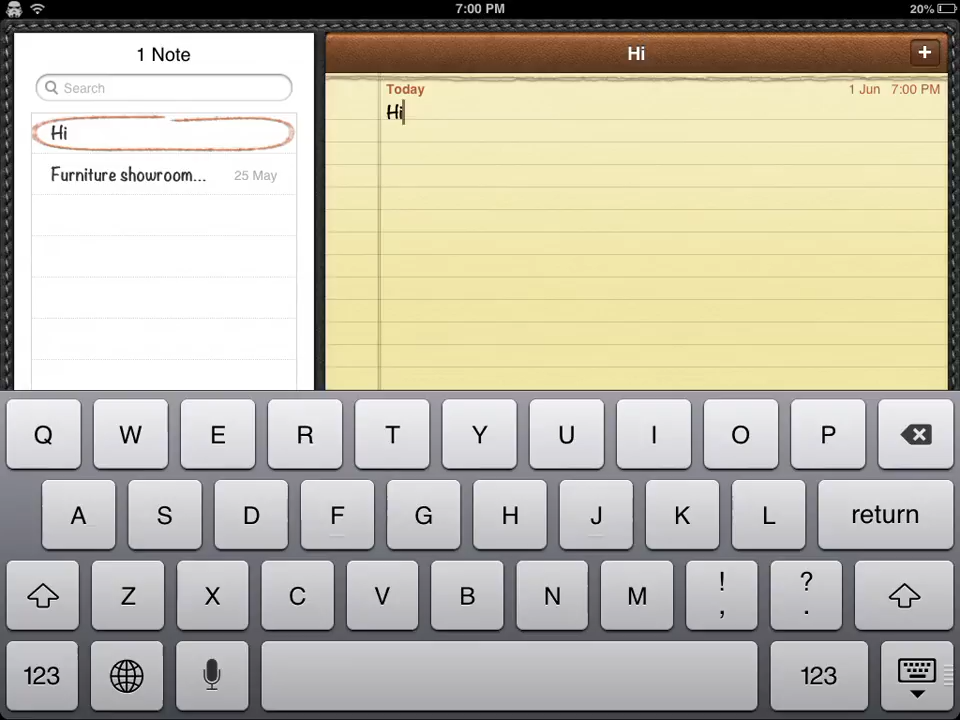 7:00 PM
20%
1 Note
Search
Hi
Furniture showroom... 25 May
Hi
Today 1 Jun 7:00 PM
Hi
Q W E R T Y U I O P
A S D F G H J K L return
Z X C V B N M ! , ? .
123 123